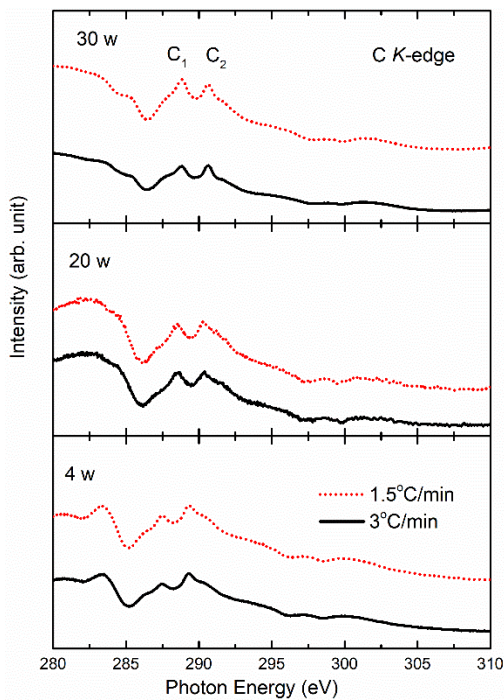 30 w
C₁ C₂ C K-edge
20 w
4 w
1.5°C/min
3°C/min
Intensity (arb. unit)
280 285 290 295 300 305 310
Photon Energy (eV)